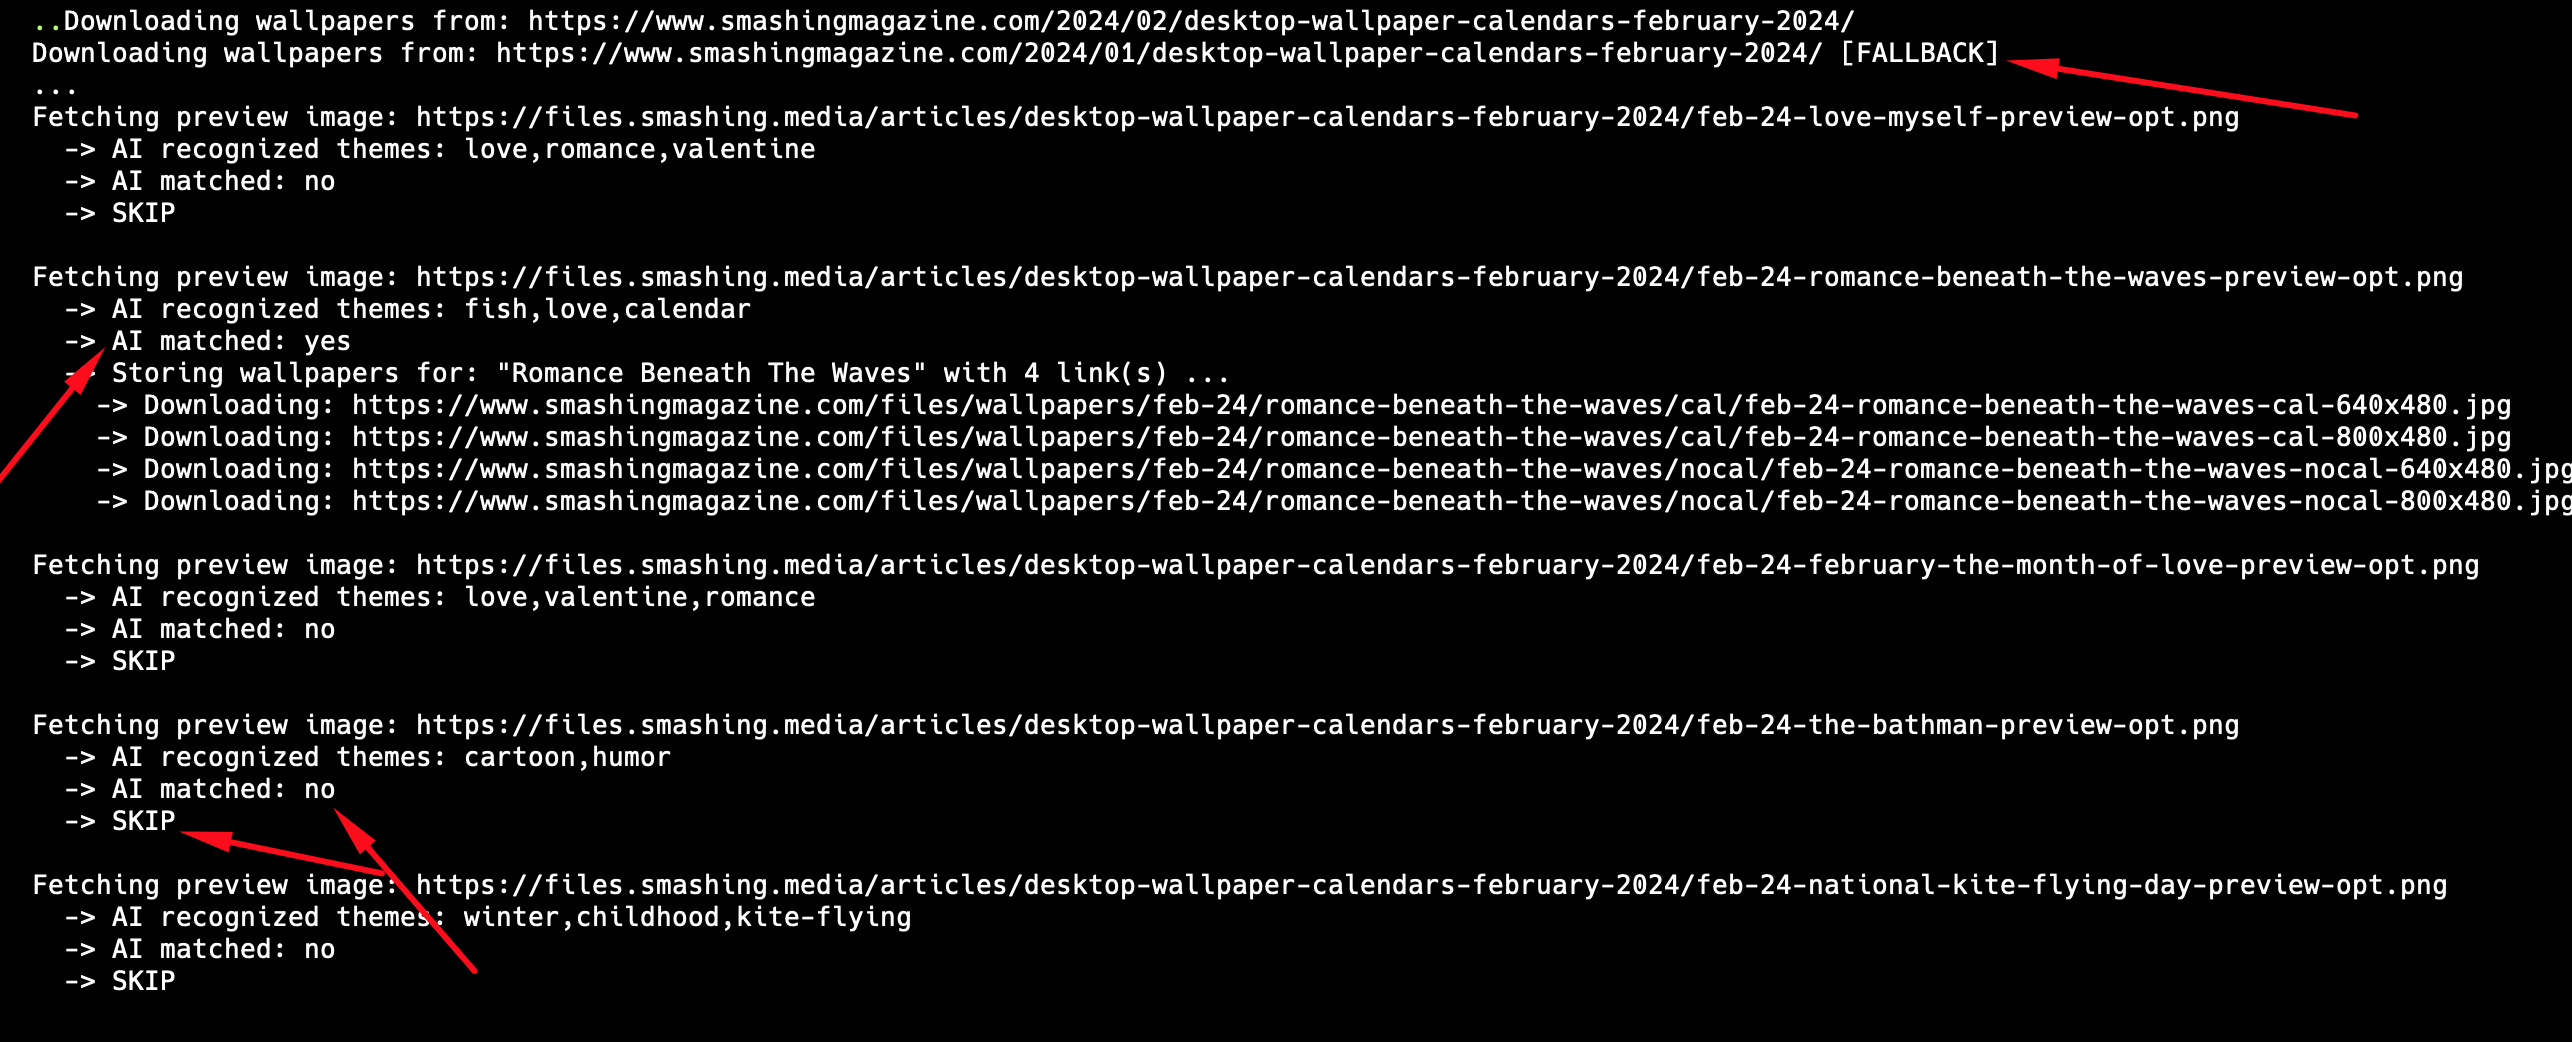 ..Downloading wallpapers from: https://www.smashingmagazine.com/2024/02/desktop-wallpaper-calendars-february-2024/
Downloading wallpapers from: https://www.smashingmagazine.com/2024/01/desktop-wallpaper-calendars-february-2024/ [FALLBACK]
...
Fetching preview image: https://files.smashing.media/articles/desktop-wallpaper-calendars-february-2024/feb-24-love-myself-preview-opt.png
-> AI recognized themes: love,romance,valentine
-> AI matched: no
-> SKIP
Fetching preview image: https://files.smashing.media/articles/desktop-wallpaper-calendars-february-2024/feb-24-romance-beneath-the-waves-preview-opt.png
-> AI recognized themes: fish,love,calendar
-> AI matched: yes
-> Storing wallpapers for: "Romance Beneath The Waves" with 4 link(s) ...
-> Downloading: https://www.smashingmagazine.com/files/wallpapers/feb-24/romance-beneath-the-waves/cal/feb-24-romance-beneath-the-waves-cal-640x480.jpg
-> Downloading: https://www.smashingmagazine.com/files/wallpapers/feb-24/romance-beneath-the-waves/cal/feb-24-romance-beneath-the-waves-cal-800x480.jpg
-> Downloading: https://www.smashingmagazine.com/files/wallpapers/feb-24/romance-beneath-the-waves/nocal/feb-24-romance-beneath-the-waves-nocal-640x480.jpg
-> Downloading: https://www.smashingmagazine.com/files/wallpapers/feb-24/romance-beneath-the-waves/nocal/feb-24-romance-beneath-the-waves-nocal-800x480.jpg
Fetching preview image: https://files.smashing.media/articles/desktop-wallpaper-calendars-february-2024/feb-24-february-the-month-of-love-preview-opt.png
-> AI recognized themes: love,valentine,romance
-> AI matched: no
-> SKIP
Fetching preview image: https://files.smashing.media/articles/desktop-wallpaper-calendars-february-2024/feb-24-the-bathman-preview-opt.png
-> AI recognized themes: cartoon,humor
-> AI matched: no
-> SKIP
Fetching preview image: https://files.smashing.media/articles/desktop-wallpaper-calendars-february-2024/feb-24-national-kite-flying-day-preview-opt.png
-> AI recognized themes: winter,childhood,kite-flying
-> AI matched: no
-> SKIP